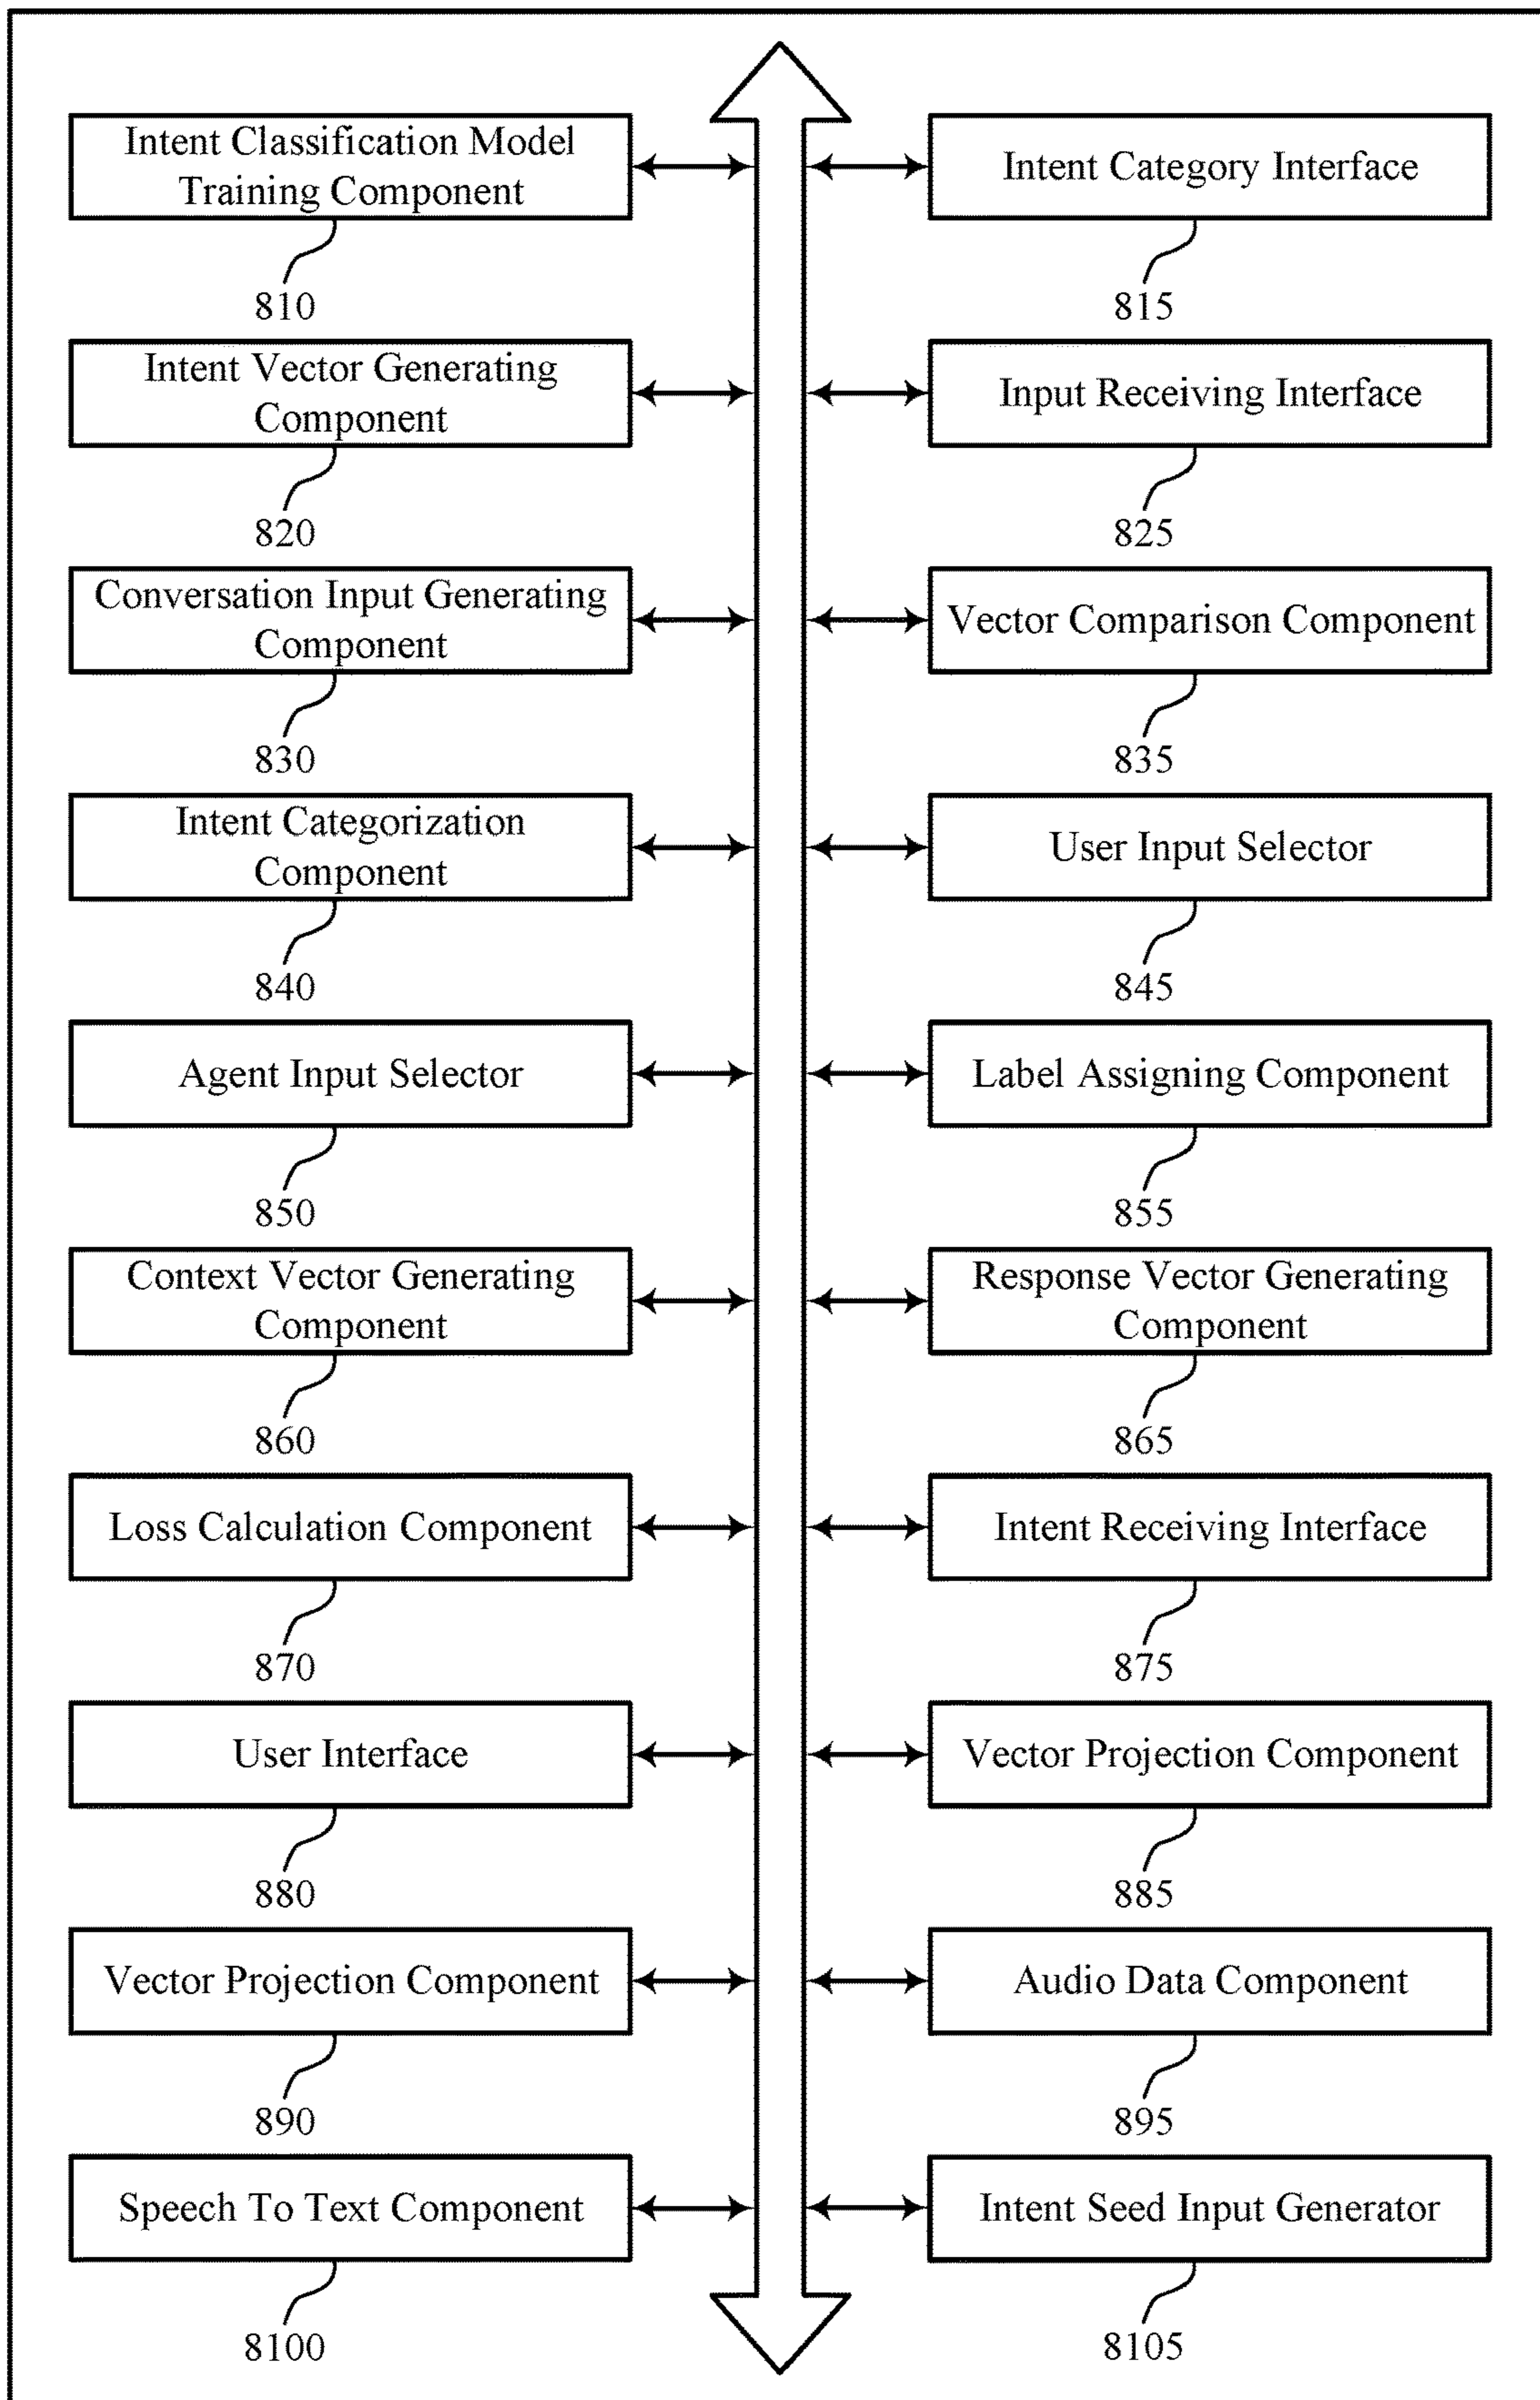 Intent Classification Model
Training Component
810
Intent Category Interface
815
Intent Vector Generating
Component
820
Input Receiving Interface
825
Conversation Input Generating
Component
830
Vector Comparison Component
835
Intent Categorization
Component
840
User Input Selector
845
Agent Input Selector
850
Label Assigning Component
855
Context Vector Generating
Component
860
Response Vector Generating
Component
865
Loss Calculation Component
870
Intent Receiving Interface
875
User Interface
880
Vector Projection Component
885
Vector Projection Component
890
Audio Data Component
895
Speech To Text Component
8100
Intent Seed Input Generator
8105